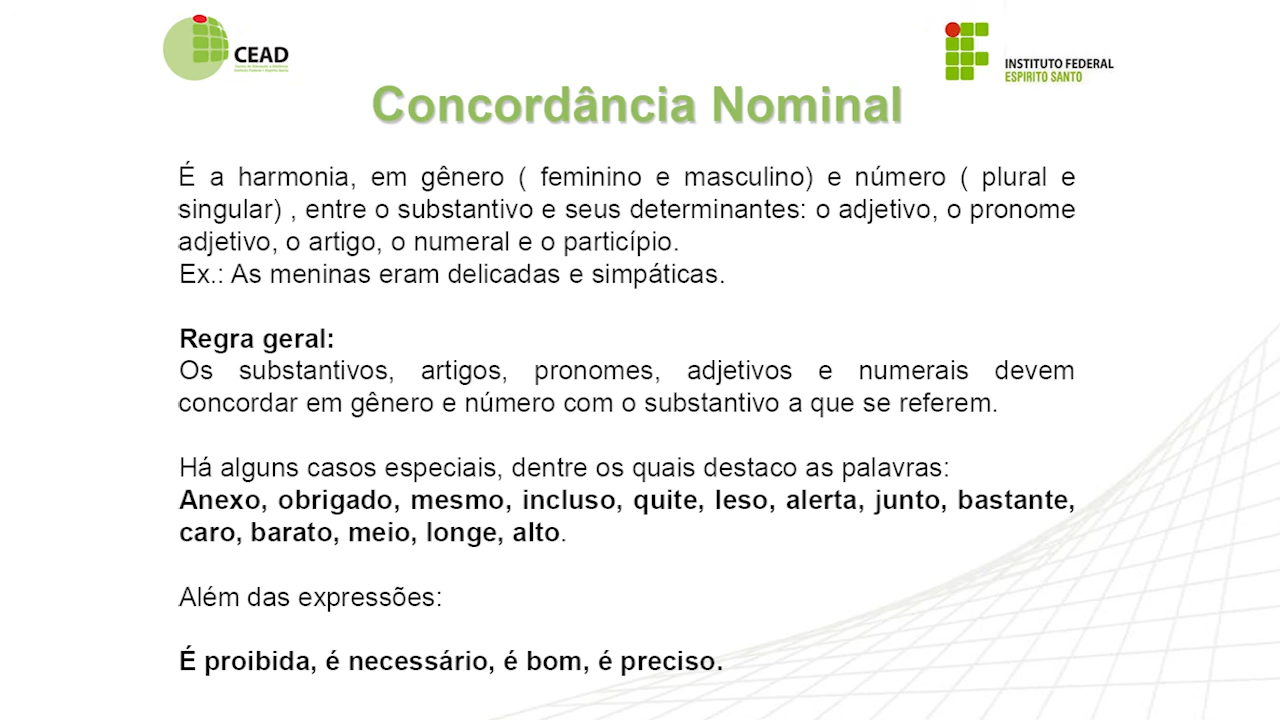 CEAD
INSTITUTO FEDERAL
ESPÍRITO SANTO
Concordância Nominal
É a harmonia, em gênero ( feminino e masculino) e número ( plural e
singular) , entre o substantivo e seus determinantes: o adjetivo, o pronome
adjetivo, o artigo, o numeral e o particípio.
Ex.: As meninas eram delicadas e simpáticas.
Regra geral:
Os substantivos, artigos, pronomes, adjetivos e numerais devem
concordar em gênero e número com o substantivo a que se referem.
Há alguns casos especiais, dentre os quais destaco as palavras:
Anexo, obrigado, mesmo, incluso, quite, leso, alerta, junto, bastante,
caro, barato, meio, longe, alto.
Além das expressões:
É proibida, é necessário, é bom, é preciso.